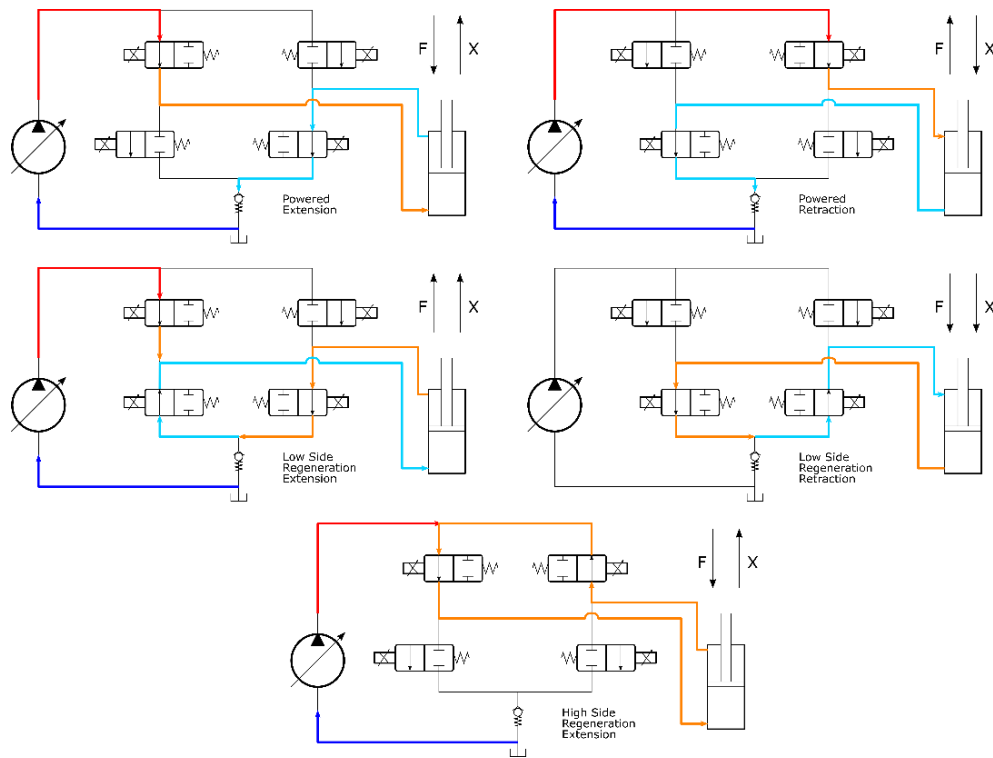 F X
Powered
Extension
F X
Powered
Retraction
F X
Low Side
Regeneration
Extension
F X
Low Side
Regeneration
Retraction
F X
High Side
Regeneration
Extension